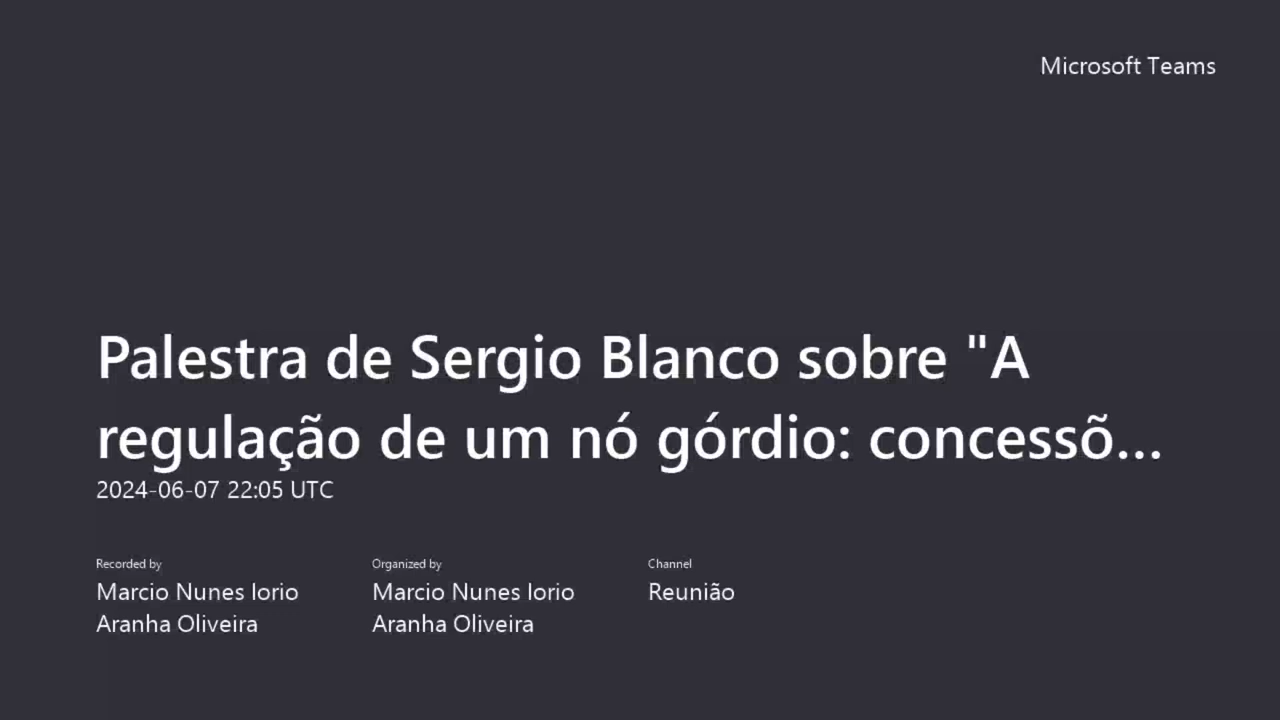 Microsoft Teams
Palestra de Sergio Blanco sobre "A
regulação de um nó górdio: concessõ...
2024-06-07 22:05 UTC
Recorded by
Marcio Nunes Iorio
Aranha Oliveira
Organized by
Marcio Nunes Iorio
Aranha Oliveira
Channel
Reunião